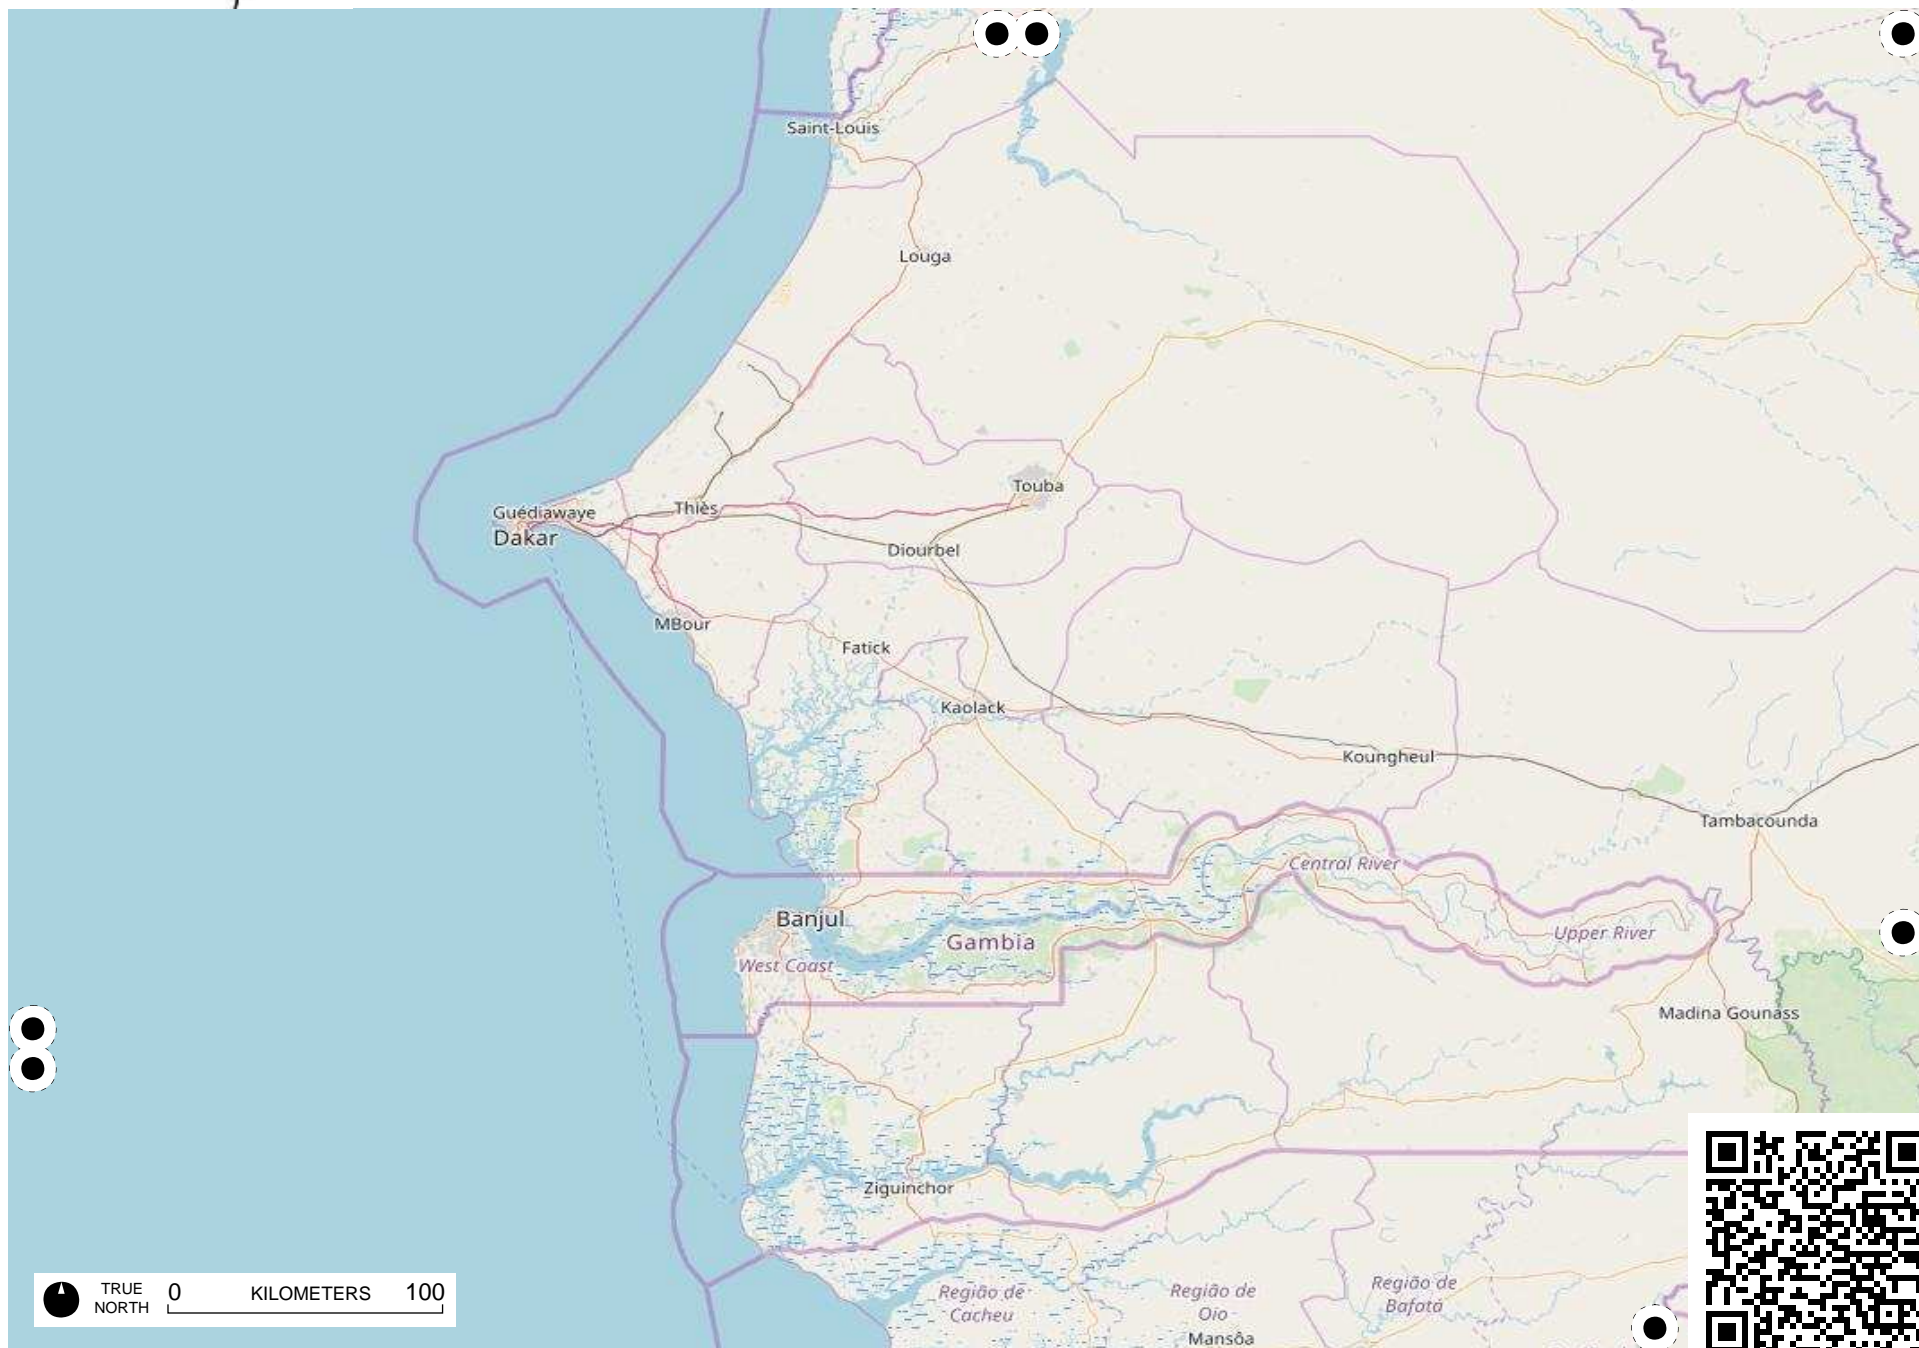 Saint-Louis
Louga
Touba
Guédiawaye
Thiès
Dakar
Diourbel
MBour
Fatick
Kaolack
Koungheul
Tambacounda
Central River
Banjul
Gambia
Upper River
West Coast
Madina Gounass
Ziguinchor
Região de
Cacheu
Região de
Oio
Região de
Bafatá
Mansôa
TRUE
NORTH
0 KILOMETERS 100